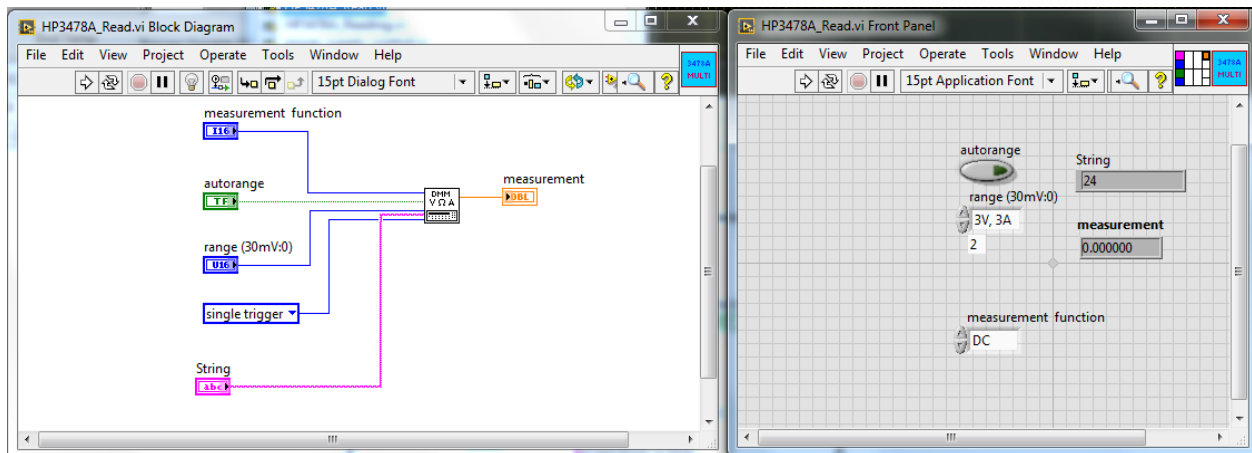 HP3478A_Read.vi Block Diagram
File Edit View Project Operate Tools Window Help
15pt Dialog Font
3478A
MULTI
measurement function
I16
autorange
TF
DMM
V Ω A
measurement
DBL
range (30mV:0)
U16
single trigger
String
abc
HP3478A_Read.vi Front Panel
File Edit View Project Operate Tools Window Help
15pt Application Font
3478A
MULTI
autorange
String
24
range (30mV:0)
3V, 3A
2
measurement
0.000000
measurement function
DC